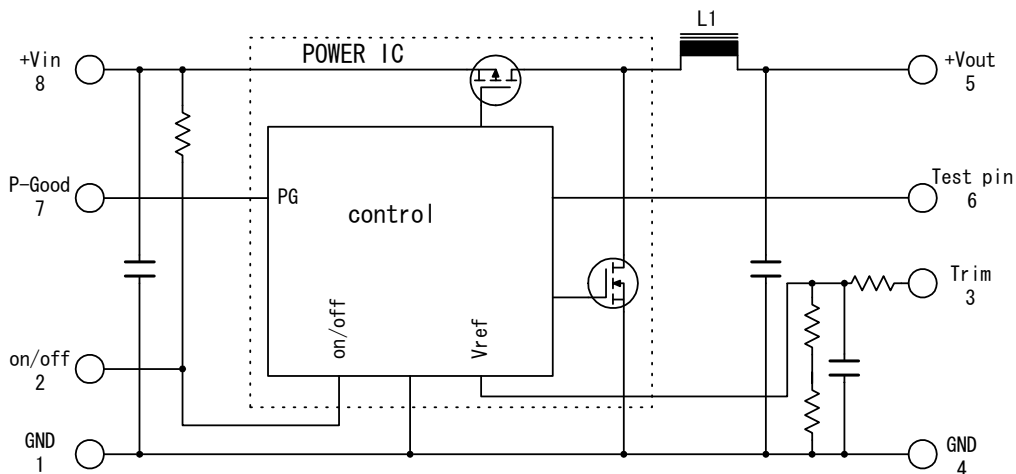 L1
+Vin
8
POWER IC
+Vout
5
P-Good
7
PG
control
Test pin
6
Trim
3
on/off
2
on/off
Vref
GND
1
GND
4